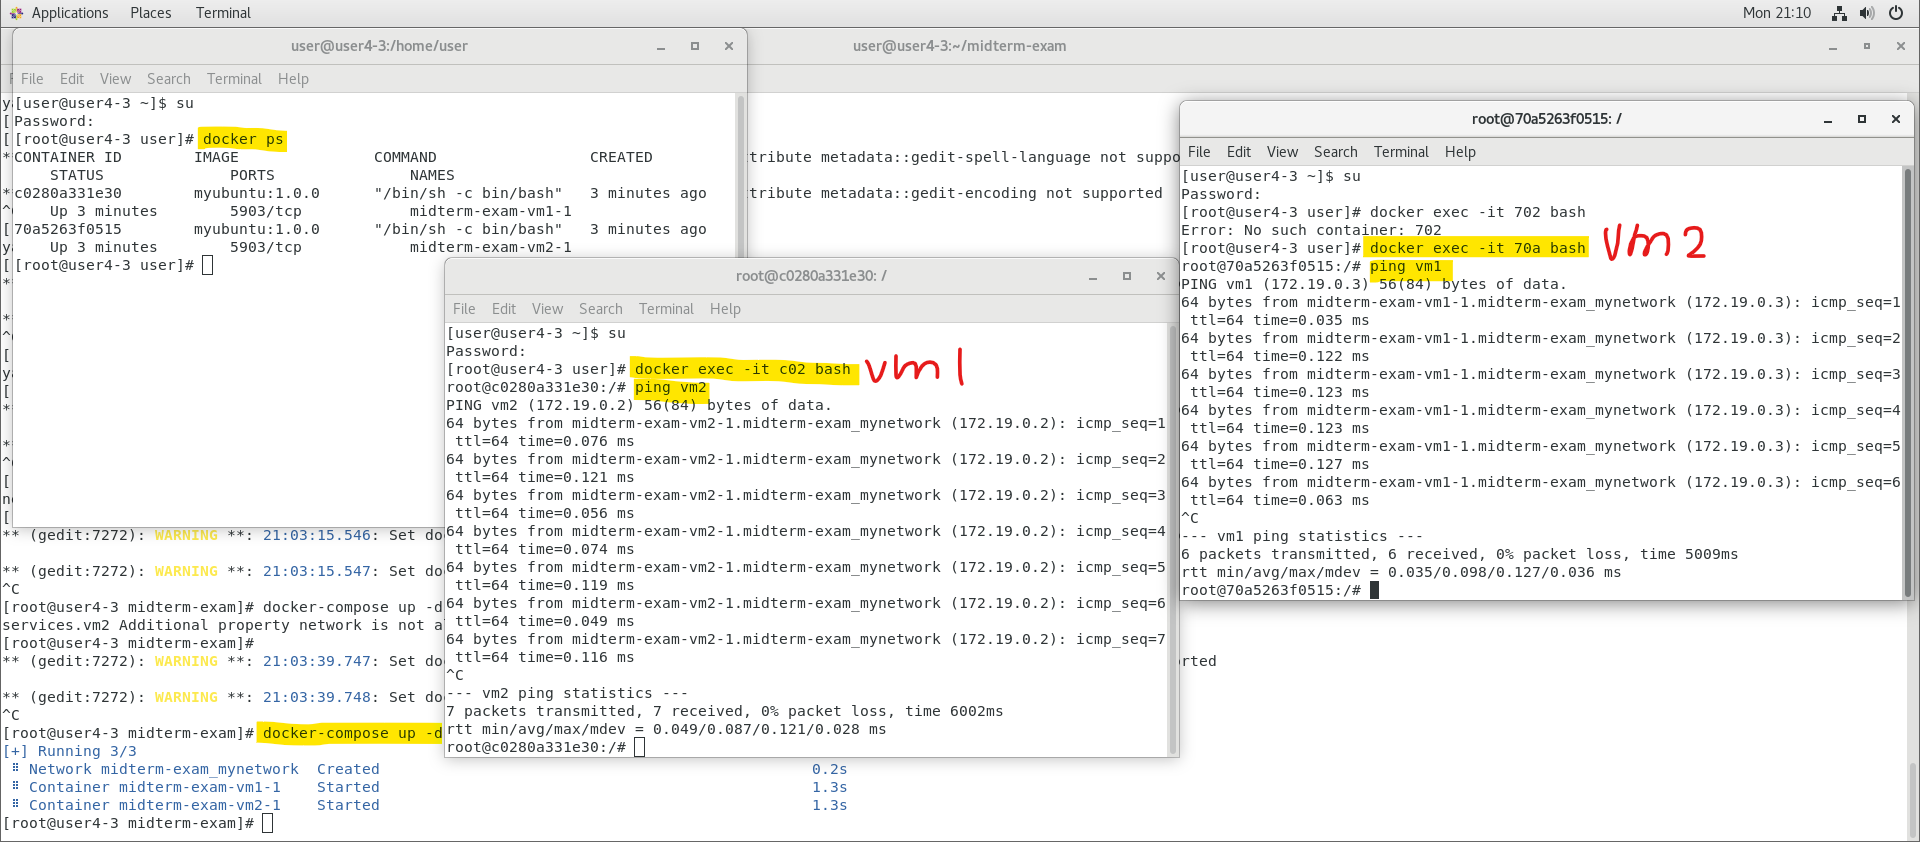 Applications Places Terminal Mon 21:10
user@user4-3:/home/user
File Edit View Search Terminal Help
[user@user4-3 ~]$ su
Password:
[root@user4-3 user]# docker ps
CONTAINER ID IMAGE COMMAND CREATED
STATUS PORTS NAMES
c0280a331e30 myubuntu:1.0.0 "/bin/sh -c bin/bash" 3 minutes ago
Up 3 minutes 5903/tcp midterm-exam-vm1-1
70a5263f0515 myubuntu:1.0.0 "/bin/sh -c bin/bash" 3 minutes ago
Up 3 minutes 5903/tcp midterm-exam-vm2-1
[root@user4-3 user]#
user@user4-3:~/midterm-exam
tribute metadata::gedit-spell-language not suppo
tribute metadata::gedit-encoding not supported
** (gedit:7272): WARNING **: 21:03:15.546: Set do
** (gedit:7272): WARNING **: 21:03:15.547: Set do
^C
[root@user4-3 midterm-exam]# docker-compose up -d
services.vm2 Additional property network is not a
[root@user4-3 midterm-exam]#
** (gedit:7272): WARNING **: 21:03:39.747: Set do rted
** (gedit:7272): WARNING **: 21:03:39.748: Set do
^C
[root@user4-3 midterm-exam]# docker-compose up -d
[+] Running 3/3
⠿ Network midterm-exam_mynetwork Created 0.2s
⠿ Container midterm-exam-vm1-1 Started 1.3s
⠿ Container midterm-exam-vm2-1 Started 1.3s
[root@user4-3 midterm-exam]#
root@c0280a331e30: /
File Edit View Search Terminal Help
[user@user4-3 ~]$ su
Password:
[root@user4-3 user]# docker exec -it c02 bash vm1
root@c0280a331e30:/# ping vm2
PING vm2 (172.19.0.2) 56(84) bytes of data.
64 bytes from midterm-exam-vm2-1.midterm-exam_mynetwork (172.19.0.2): icmp_seq=1
ttl=64 time=0.076 ms
64 bytes from midterm-exam-vm2-1.midterm-exam_mynetwork (172.19.0.2): icmp_seq=2
ttl=64 time=0.121 ms
64 bytes from midterm-exam-vm2-1.midterm-exam_mynetwork (172.19.0.2): icmp_seq=3
ttl=64 time=0.056 ms
64 bytes from midterm-exam-vm2-1.midterm-exam_mynetwork (172.19.0.2): icmp_seq=4
ttl=64 time=0.074 ms
64 bytes from midterm-exam-vm2-1.midterm-exam_mynetwork (172.19.0.2): icmp_seq=5
ttl=64 time=0.119 ms
64 bytes from midterm-exam-vm2-1.midterm-exam_mynetwork (172.19.0.2): icmp_seq=6
ttl=64 time=0.049 ms
64 bytes from midterm-exam-vm2-1.midterm-exam_mynetwork (172.19.0.2): icmp_seq=7
ttl=64 time=0.116 ms
^C
--- vm2 ping statistics ---
7 packets transmitted, 7 received, 0% packet loss, time 6002ms
rtt min/avg/max/mdev = 0.049/0.087/0.121/0.028 ms
root@c0280a331e30:/#
root@70a5263f0515: /
File Edit View Search Terminal Help
[user@user4-3 ~]$ su
Password:
[root@user4-3 user]# docker exec -it 702 bash
Error: No such container: 702
[root@user4-3 user]# docker exec -it 70a bash vm2
root@70a5263f0515:/# ping vm1
PING vm1 (172.19.0.3) 56(84) bytes of data.
64 bytes from midterm-exam-vm1-1.midterm-exam_mynetwork (172.19.0.3): icmp_seq=1
ttl=64 time=0.035 ms
64 bytes from midterm-exam-vm1-1.midterm-exam_mynetwork (172.19.0.3): icmp_seq=2
ttl=64 time=0.122 ms
64 bytes from midterm-exam-vm1-1.midterm-exam_mynetwork (172.19.0.3): icmp_seq=3
ttl=64 time=0.123 ms
64 bytes from midterm-exam-vm1-1.midterm-exam_mynetwork (172.19.0.3): icmp_seq=4
ttl=64 time=0.123 ms
64 bytes from midterm-exam-vm1-1.midterm-exam_mynetwork (172.19.0.3): icmp_seq=5
ttl=64 time=0.127 ms
64 bytes from midterm-exam-vm1-1.midterm-exam_mynetwork (172.19.0.3): icmp_seq=6
ttl=64 time=0.063 ms
^C
--- vm1 ping statistics ---
6 packets transmitted, 6 received, 0% packet loss, time 5009ms
rtt min/avg/max/mdev = 0.035/0.098/0.127/0.036 ms
root@70a5263f0515:/#